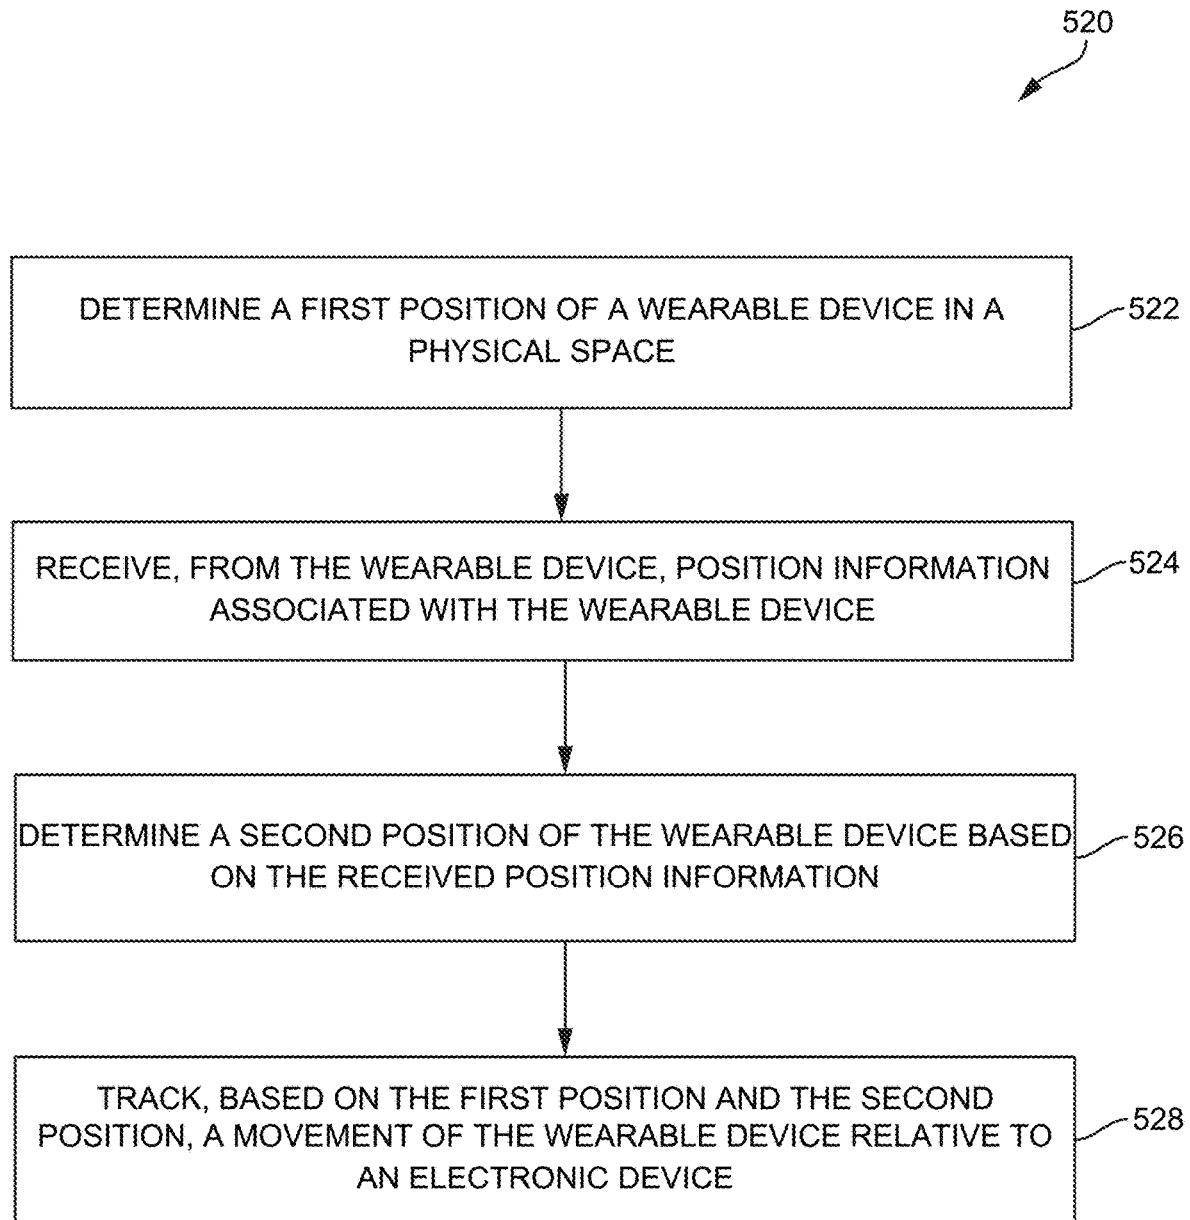 520
DETERMINE A FIRST POSITION OF A WEARABLE DEVICE IN A
PHYSICAL SPACE
522
RECEIVE, FROM THE WEARABLE DEVICE, POSITION INFORMATION
ASSOCIATED WITH THE WEARABLE DEVICE
524
DETERMINE A SECOND POSITION OF THE WEARABLE DEVICE BASED
ON THE RECEIVED POSITION INFORMATION
526
TRACK, BASED ON THE FIRST POSITION AND THE SECOND
POSITION, A MOVEMENT OF THE WEARABLE DEVICE RELATIVE TO
AN ELECTRONIC DEVICE
528